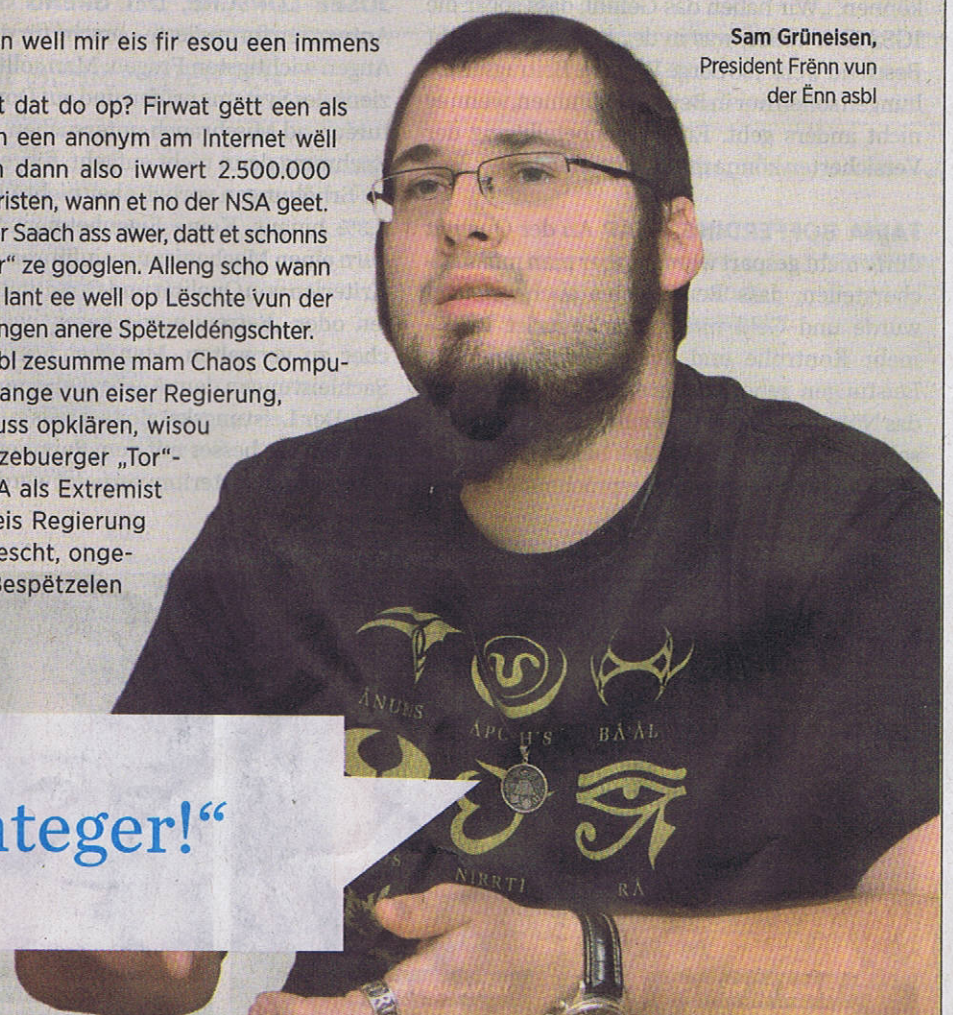 Sam Grüneisen,
President Frënn vun
der Ënn asbl
n well mir eis fir esou een immens
t dat do op? Firwat gëtt een als
n een anonym am Internet wëll
n dann also iwwert 2.500.000
risten, wann et no der NSA geet.
r Saach ass awer, datt et schonns
r“ ze googlen. Alleng scho wann
lant ee well op Lëschte vun der
ngen anere Spëtzeldéngschter.
bl zesumme mam Chaos Compu-
ange vun eiser Regierung,
uss opklären, wisou
zebuerger „Tor“-
A als Extremist
eis Regierung
escht, onge-
Bespëtzelen
ANUBIS
APOPHIS
BA'AL
NIRRTI
RA
nteger!“